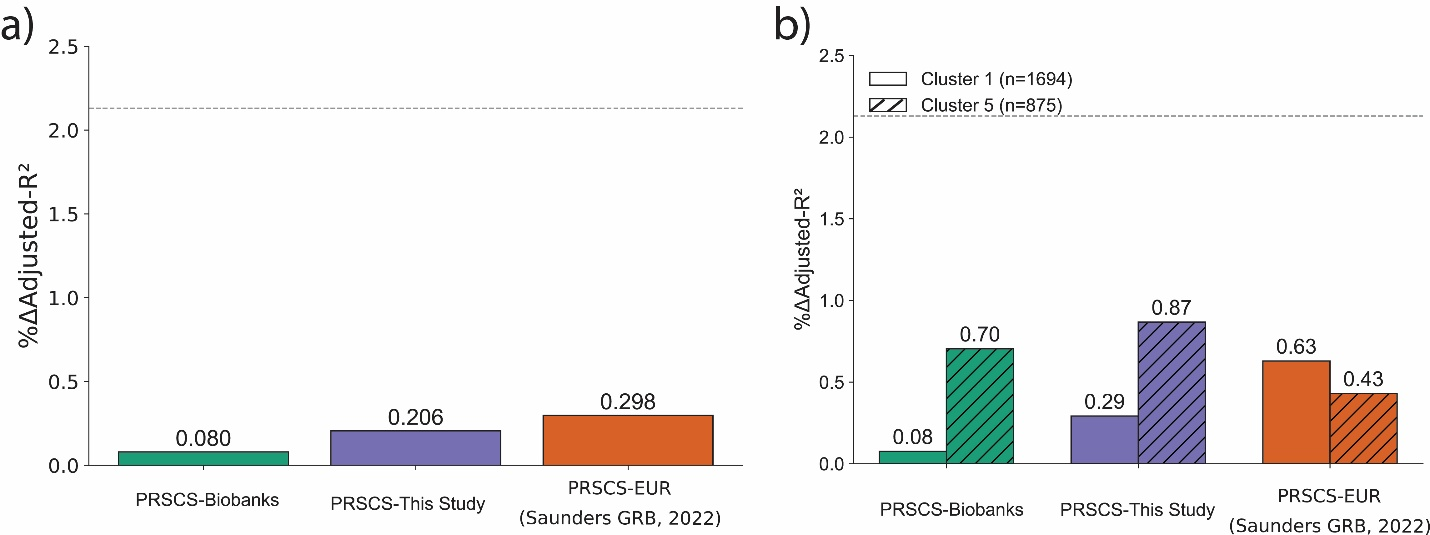 a)
2.5
2.0
1.5
1.0
0.5
0.0
%ΔAdjusted-R²
0.080
0.206
0.298
PRSCS-Biobanks
PRSCS-This Study
PRSCS-EUR
(Saunders GRB, 2022)
b)
2.5
2.0
1.5
1.0
0.5
0.0
%ΔAdjusted-R²
Cluster 1 (n=1694)
Cluster 5 (n=875)
0.08
0.70
0.29
0.87
0.63
0.43
PRSCS-Biobanks
PRSCS-This Study
PRSCS-EUR
(Saunders GRB, 2022)